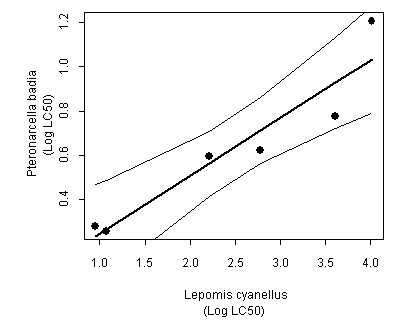 Pteronarcella badia
(Log LC50)
1.2
1.0
0.8
0.6
0.4
1.0 1.5 2.0 2.5 3.0 3.5 4.0
Lepomis cyanellus
(Log LC50)